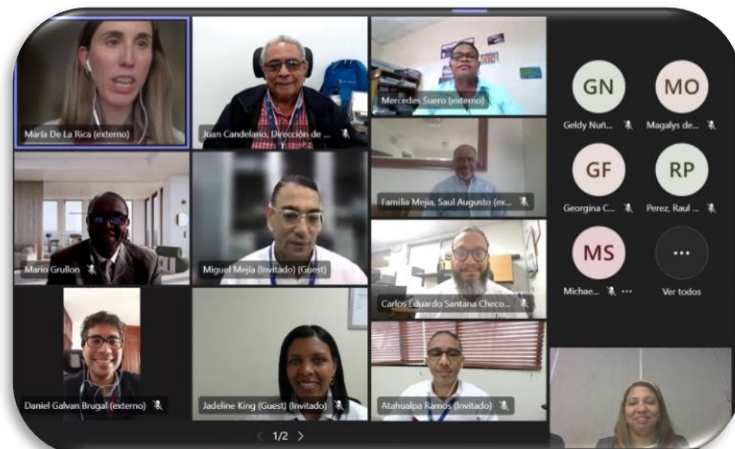 María De La Rica (externo)
Juan Candelario, Dirección de ...
Mercedes Suero (externo)
GN
MO
Geldy Nuñ...
Magalys de...
Familia Mejia, Saul Augusto (ex...
GF
RP
Georgina C...
Perez, Raul ...
Mario Grullon
Miguel Mejía (Invitado) (Guest)
Carlos Eduardo Santana Checo...
MS
...
Michae...
...
Ver todos
Daniel Galvan Brugal (externo)
Jadeline King (Guest) (Invitado)
Atahualpa Ramos (Invitado)
1/2